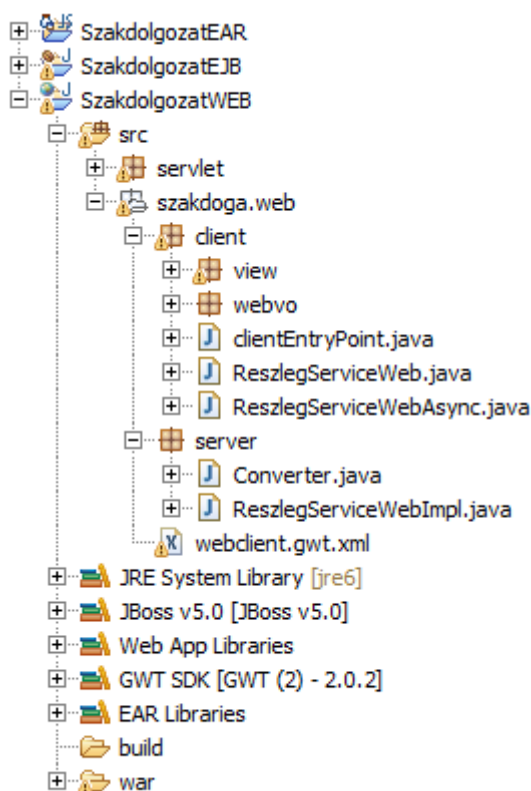 SzakdolgozatEAR
SzakdolgozatEJB
SzakdolgozatWEB
src
servlet
szakdoga.web
client
view
webvo
clientEntryPoint.java
ReszlegServiceWeb.java
ReszlegServiceWebAsync.java
server
Converter.java
ReszlegServiceWebImpl.java
webclient.gwt.xml
JRE System Library [jre6]
JBoss v5.0 [JBoss v5.0]
Web App Libraries
GWT SDK [GWT (2) - 2.0.2]
EAR Libraries
build
war